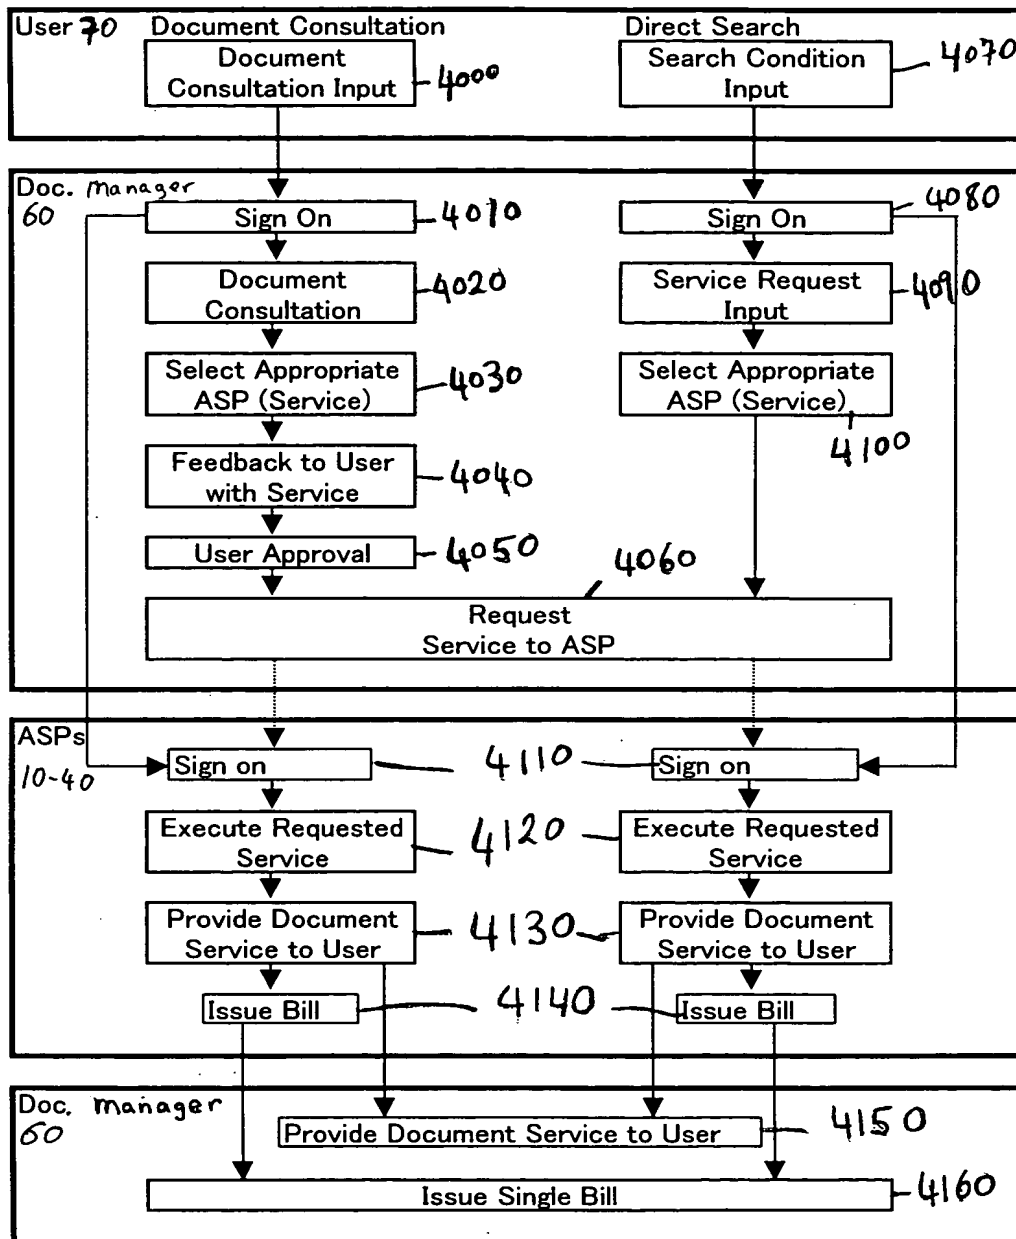 User 70
Document Consultation
Direct Search
Document
Consultation Input
4000
Search Condition
Input
4070
Doc. manager
60
Sign On
4010
Sign On
4080
Document
Consultation
4020
Service Request
Input
4090
Select Appropriate
ASP (Service)
4030
Select Appropriate
ASP (Service)
4100
Feedback to User
with Service
4040
User Approval
4050
4060
Request
Service to ASP
ASPs
10-40
Sign on
4110
Sign on
Execute Requested
Service
4120
Execute Requested
Service
Provide Document
Service to User
4130
Provide Document
Service to User
Issue Bill
4140
Issue Bill
Doc. manager
60
Provide Document Service to User
4150
Issue Single Bill
4160